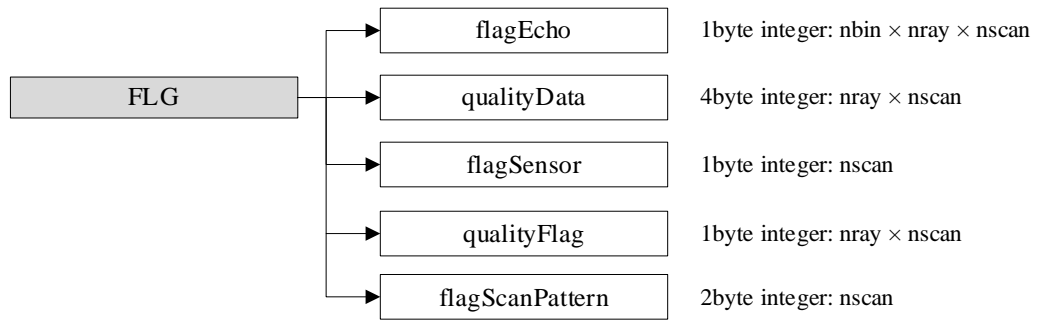 flagEcho 1byte integer: nbin × nray × nscan
FLG qualityData 4byte integer: nray × nscan
flagSensor 1byte integer: nscan
qualityFlag 1byte integer: nray × nscan
flagScanPattern 2byte integer: nscan